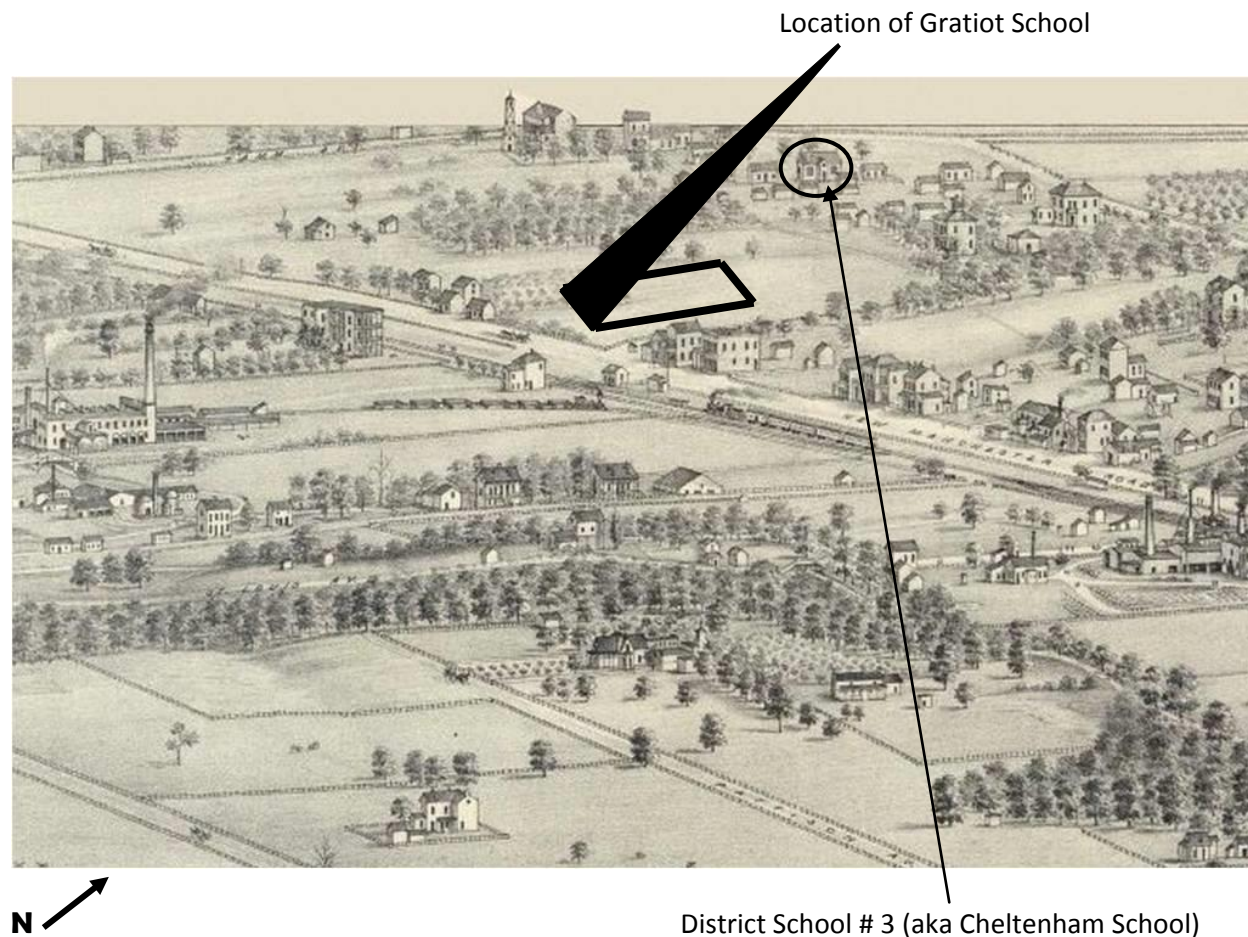 Location of Gratiot School
N
District School # 3 (aka Cheltenham School)